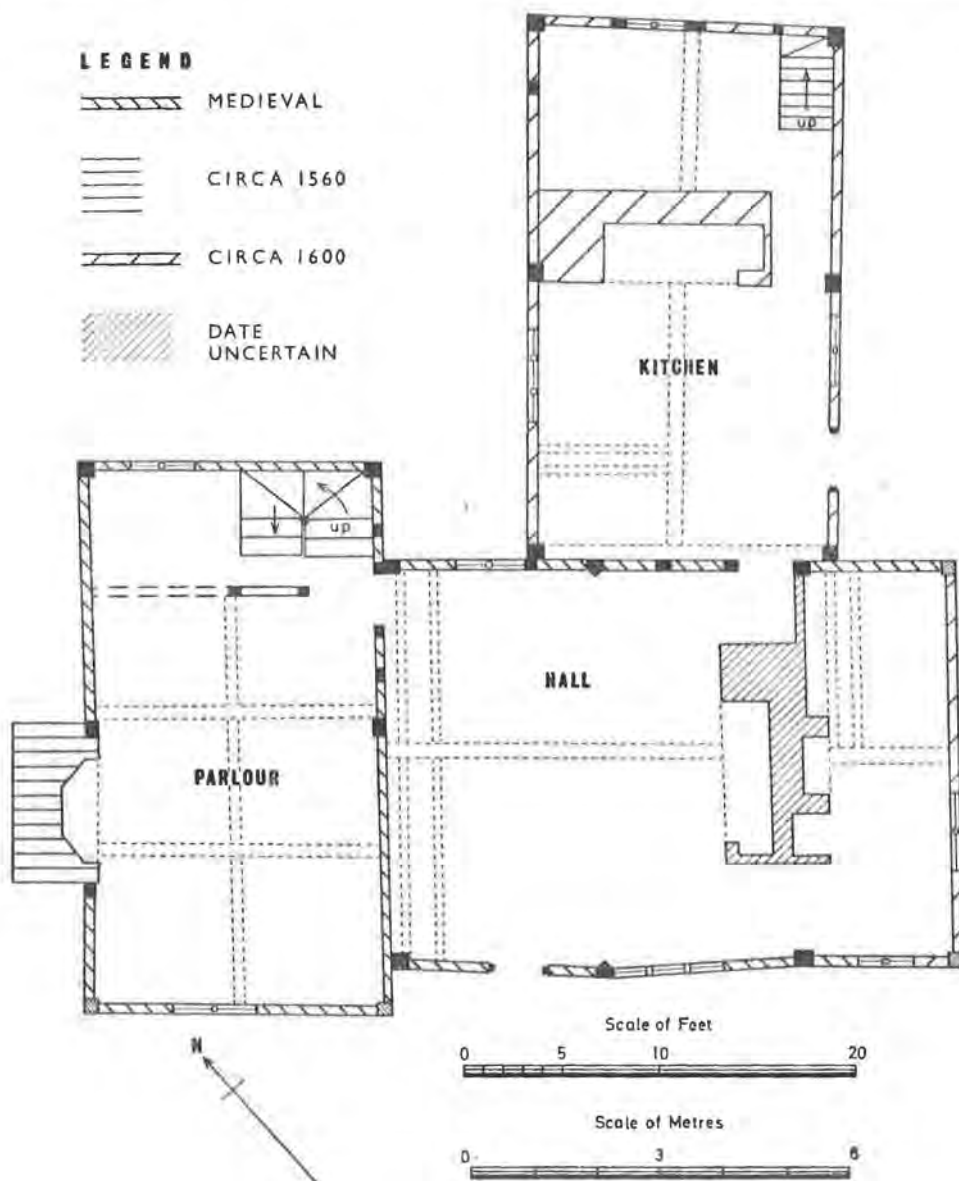 LEGEND
MEDIEVAL
CIRCA 1560
CIRCA 1600
DATE
UNCERTAIN
up
KITCHEN
up
HALL
PARLOUR
N
Scale of Feet
0 5 10 20
Scale of Metres
0 3 6